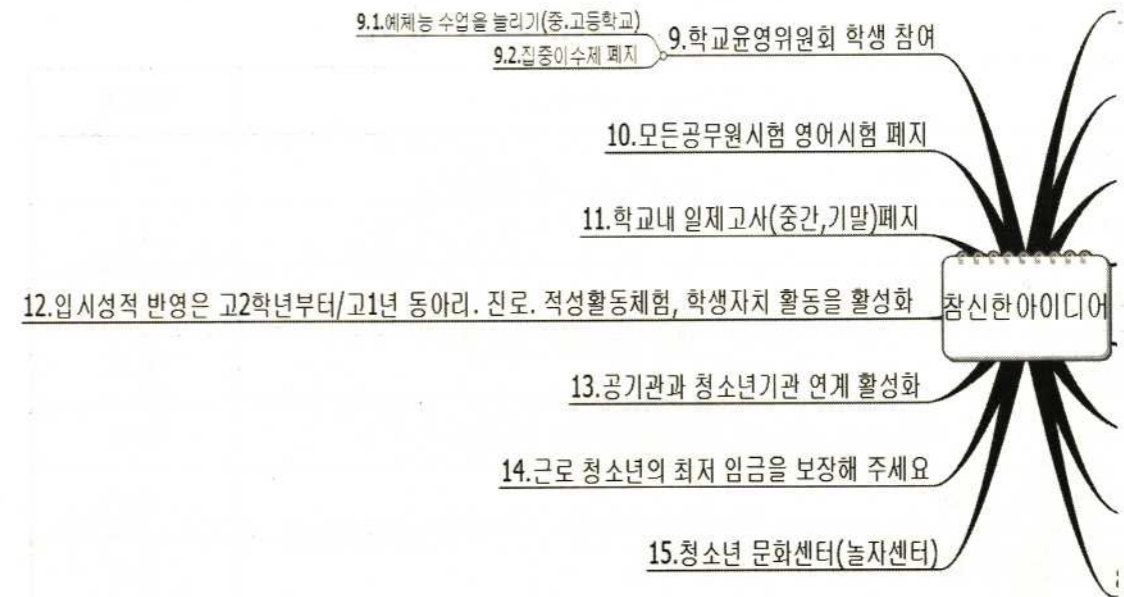 9.1.예체능 수업을 늘리기(중.고등학교)
9.2.집중이수제 폐지
9.학교윤영위원회 학생 참여
10.모든공무원시험 영어시험 폐지
11.학교내 일제고사(중간,기말)폐지
12.입시성적 반영은 고2학년부터/고1년 동아리. 진로. 적성활동체험, 학생자치 활동을 활성화
참신한아이디어
13.공기관과 청소년기관 연계 활성화
14.근로 청소년의 최저 임금을 보장해 주세요
15.청소년 문화센터(놀자센터)